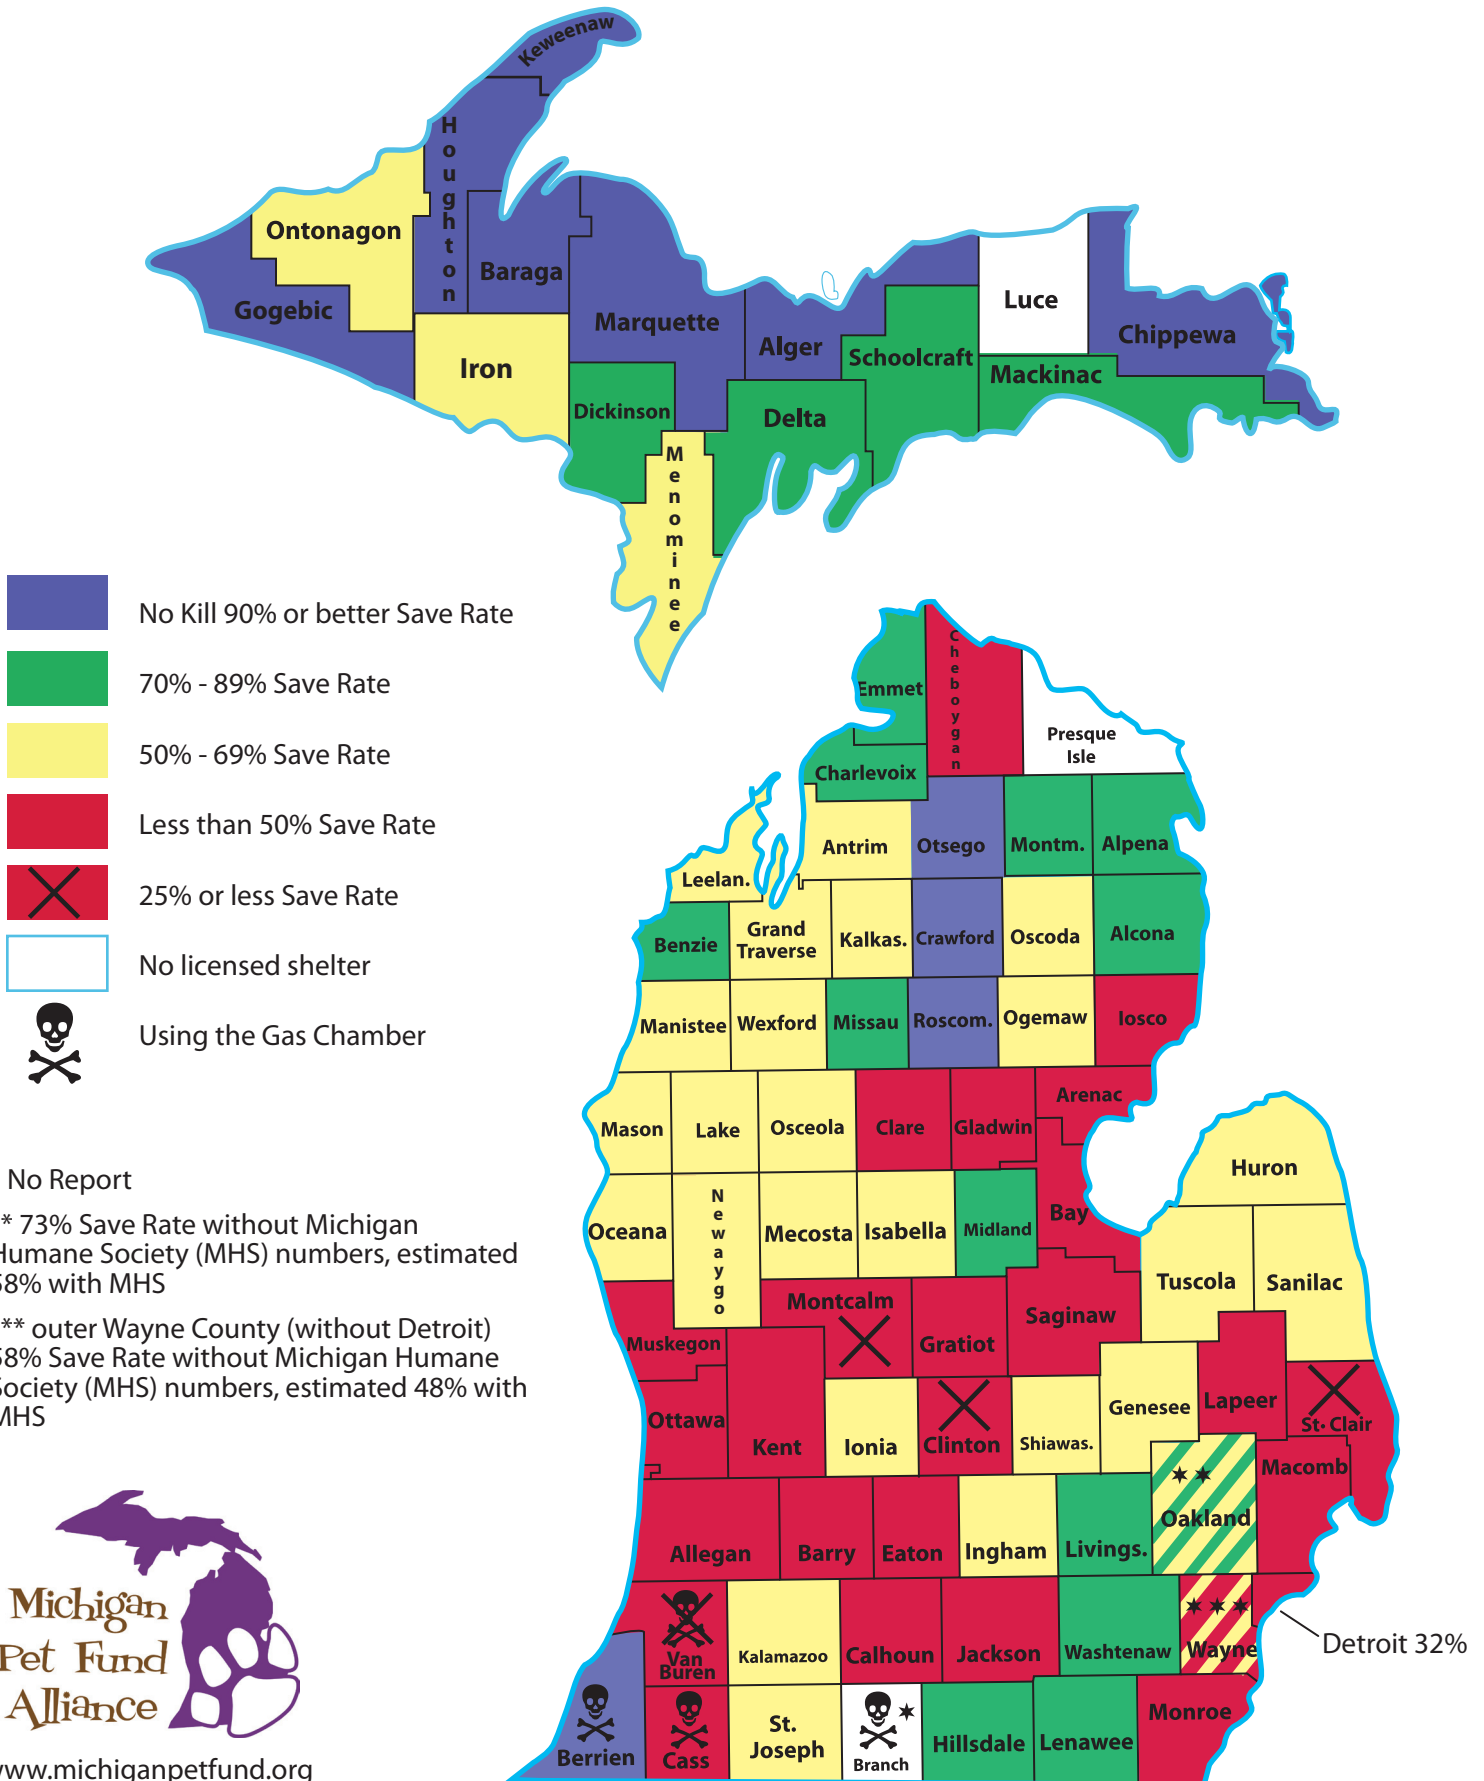 Keweenaw
Houghton
Ontonagon
Baraga
Gogebic
Marquette
Luce
Chippewa
Alger
Schoolcraft
Iron
Mackinac
Dickinson
Delta
Menominee
No Kill 90% or better Save Rate
70% - 89% Save Rate
50% - 69% Save Rate
Less than 50% Save Rate
25% or less Save Rate
No licensed shelter
Using the Gas Chamber
Cheboygan
Emmet
Presque
Isle
Charlevoix
Antrim
Otsego
Montm.
Alpena
Leelan.
Benzie
Grand
Traverse
Kalkas.
Crawford
Oscoda
Alcona
Manistee
Wexford
Missau
Roscom.
Ogemaw
Iosco
Mason
Lake
Osceola
Clare
Gladwin
Arenac
Huron
Oceana
Newaygo
Mecosta
Isabella
Midland
Bay
Tuscola
Sanilac
Muskegon
Montcalm
Gratiot
Saginaw
Ottawa
Kent
Ionia
Clinton
Shiawas.
Genesee
Lapeer
St. Clair
Macomb
Oakland
Allegan
Barry
Eaton
Ingham
Livings.
Van
Buren
Kalamazoo
Calhoun
Jackson
Washtenaw
Wayne
Detroit 32%
Berrien
Cass
St.
Joseph
Branch
Hillsdale
Lenawee
Monroe
No Report
* 73% Save Rate without Michigan
Humane Society (MHS) numbers, estimated
58% with MHS
** outer Wayne County (without Detroit)
58% Save Rate without Michigan Humane
Society (MHS) numbers, estimated 48% with
MHS
Michigan
Pet Fund
Alliance
www.michiganpetfund.org